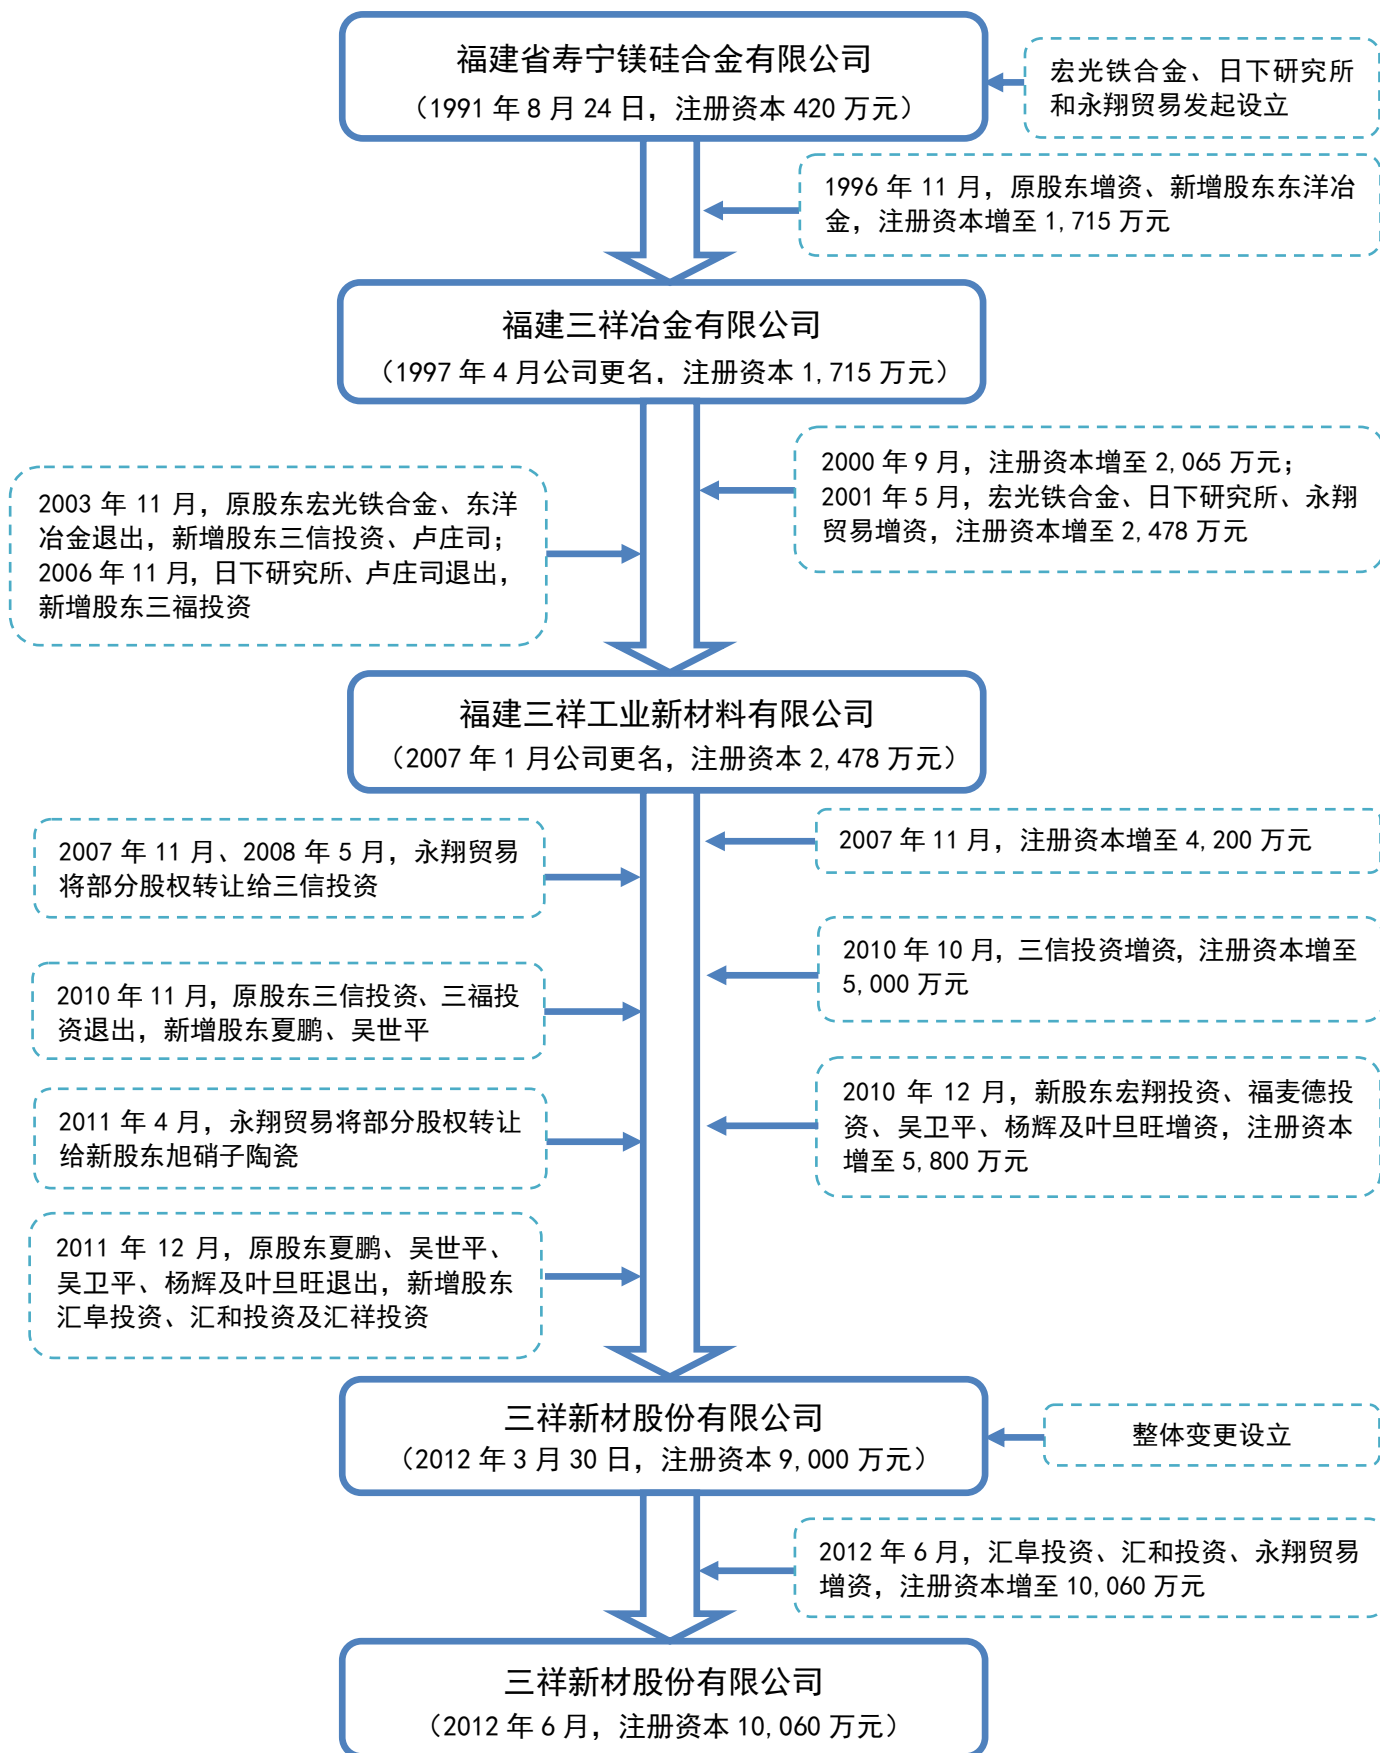 福建省寿宁镁硅合金有限公司
（1991 年 8 月 24 日，注册资本 420 万元）
宏光铁合金、日下研究所
和永翔贸易发起设立
1996 年 11 月，原股东增资、新增股东东洋冶
金，注册资本增至 1,715 万元
福建三祥冶金有限公司
（1997 年 4 月公司更名，注册资本 1,715 万元）
2000 年 9 月，注册资本增至 2,065 万元；
2001 年 5 月，宏光铁合金、日下研究所、永翔
贸易增资，注册资本增至 2,478 万元
2003 年 11 月，原股东宏光铁合金、东洋
冶金退出，新增股东三信投资、卢庄司；
2006 年 11 月，日下研究所、卢庄司退出，
新增股东三福投资
福建三祥工业新材料有限公司
（2007 年 1 月公司更名，注册资本 2,478 万元）
2007 年 11 月，注册资本增至 4,200 万元
2007 年 11 月、2008 年 5 月，永翔贸易
将部分股权转让给三信投资
2010 年 10 月，三信投资增资，注册资本增至
5,000 万元
2010 年 11 月，原股东三信投资、三福投
资退出，新增股东夏鹏、吴世平
2010 年 12 月，新股东宏翔投资、福麦德投
资、吴卫平、杨辉及叶旦旺增资，注册资本
增至 5,800 万元
2011 年 4 月，永翔贸易将部分股权转让
给新股东旭硝子陶瓷
2011 年 12 月，原股东夏鹏、吴世平、
吴卫平、杨辉及叶旦旺退出，新增股东
汇阜投资、汇和投资及汇祥投资
三祥新材股份有限公司
（2012 年 3 月 30 日，注册资本 9,000 万元）
整体变更设立
2012 年 6 月，汇阜投资、汇和投资、永翔贸易
增资，注册资本增至 10,060 万元
三祥新材股份有限公司
（2012 年 6 月，注册资本 10,060 万元）